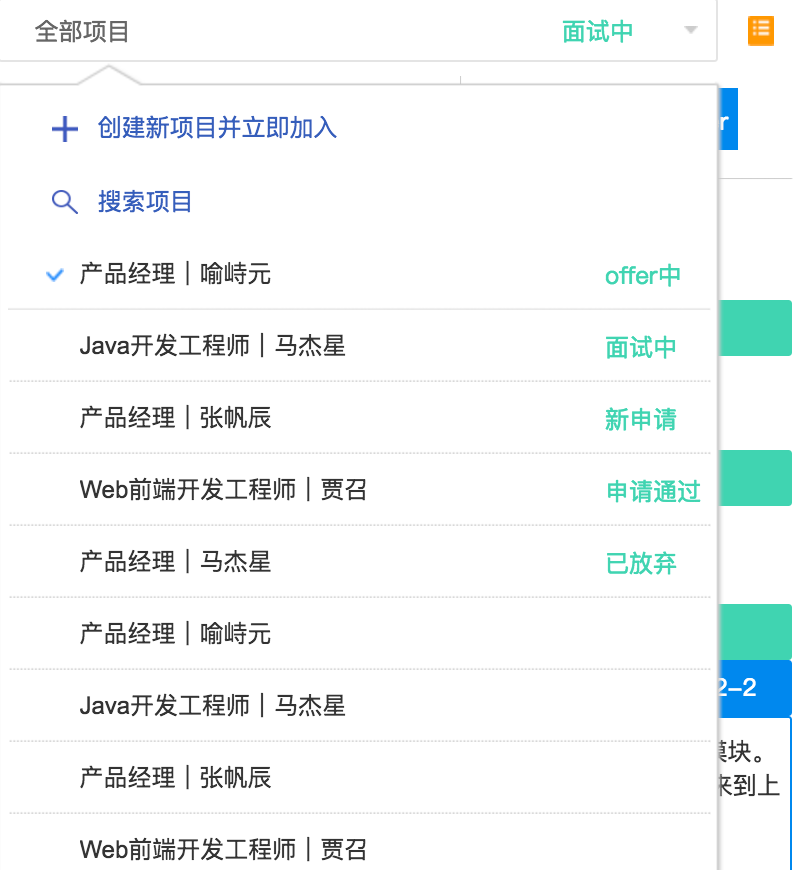 全部项目 面试中
r
创建新项目并立即加入
搜索项目
产品经理｜喻峙元 offer中
Java开发工程师｜马杰星 面试中
产品经理｜张帆辰 新申请
Web前端开发工程师｜贾召 申请通过
产品经理｜马杰星 已放弃
产品经理｜喻峙元
2-2
Java开发工程师｜马杰星
块。
产品经理｜张帆辰
来到上
Web前端开发工程师｜贾召